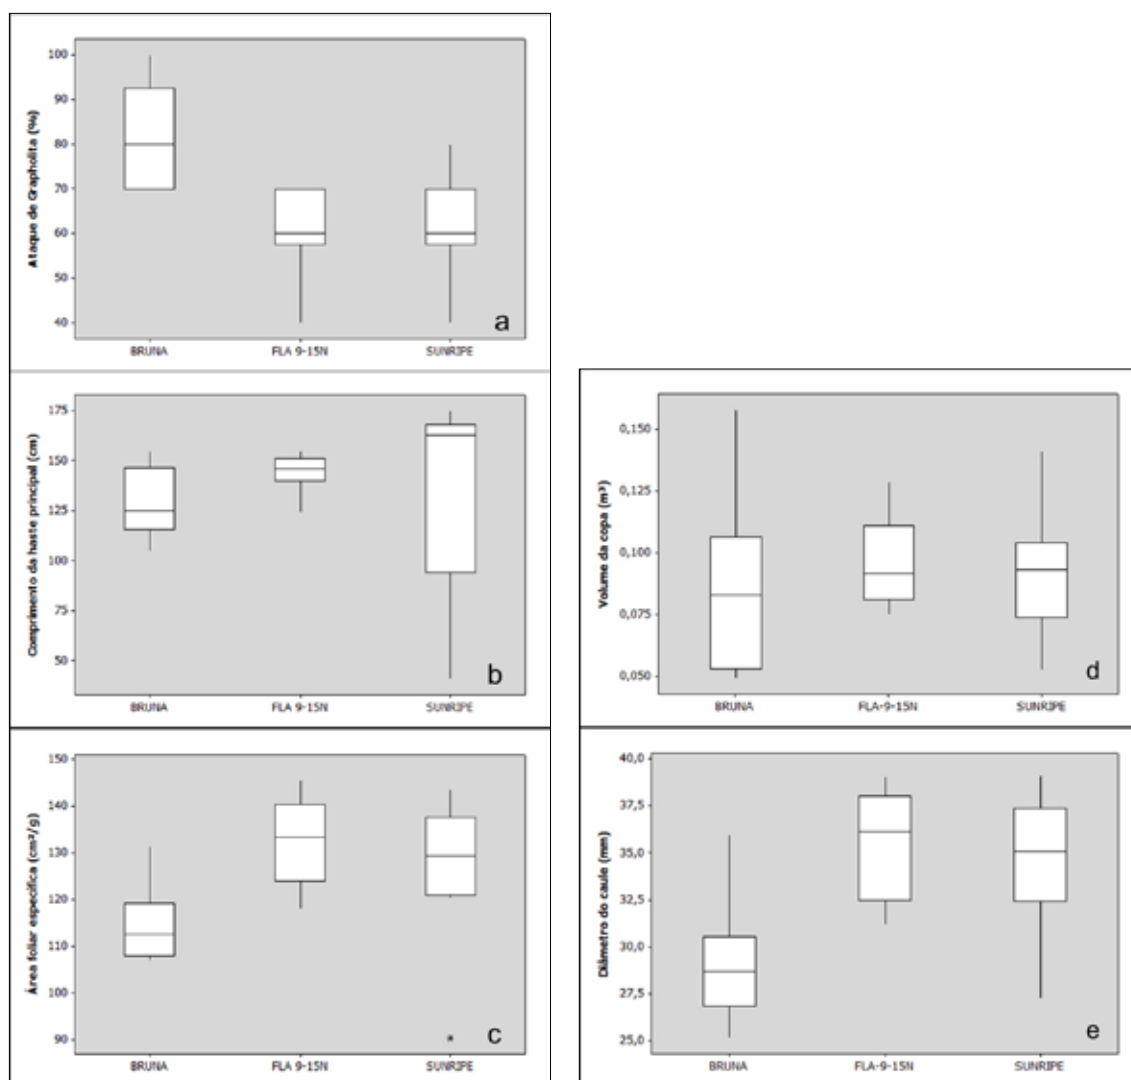 Ataque de Grapholita (%)
100
90
80
70
60
50
40
a
BRUNA FLA 9-15N SUNRIPE
Comprimento da haste principal (cm)
175
150
125
100
75
50
b
BRUNA FLA 9-15N SUNRIPE
Área foliar específica (cm²/g)
150
140
130
120
110
100
90
c
BRUNA FLA 9-15N SUNRIPE
Volume da copa (m³)
0,150
0,125
0,100
0,075
0,050
d
BRUNA FLA-9-15N SUNRIPE
Diâmetro do caule (mm)
40,0
37,5
35,0
32,5
30,0
27,5
25,0
e
BRUNA FLA-9-15N SUNRIPE